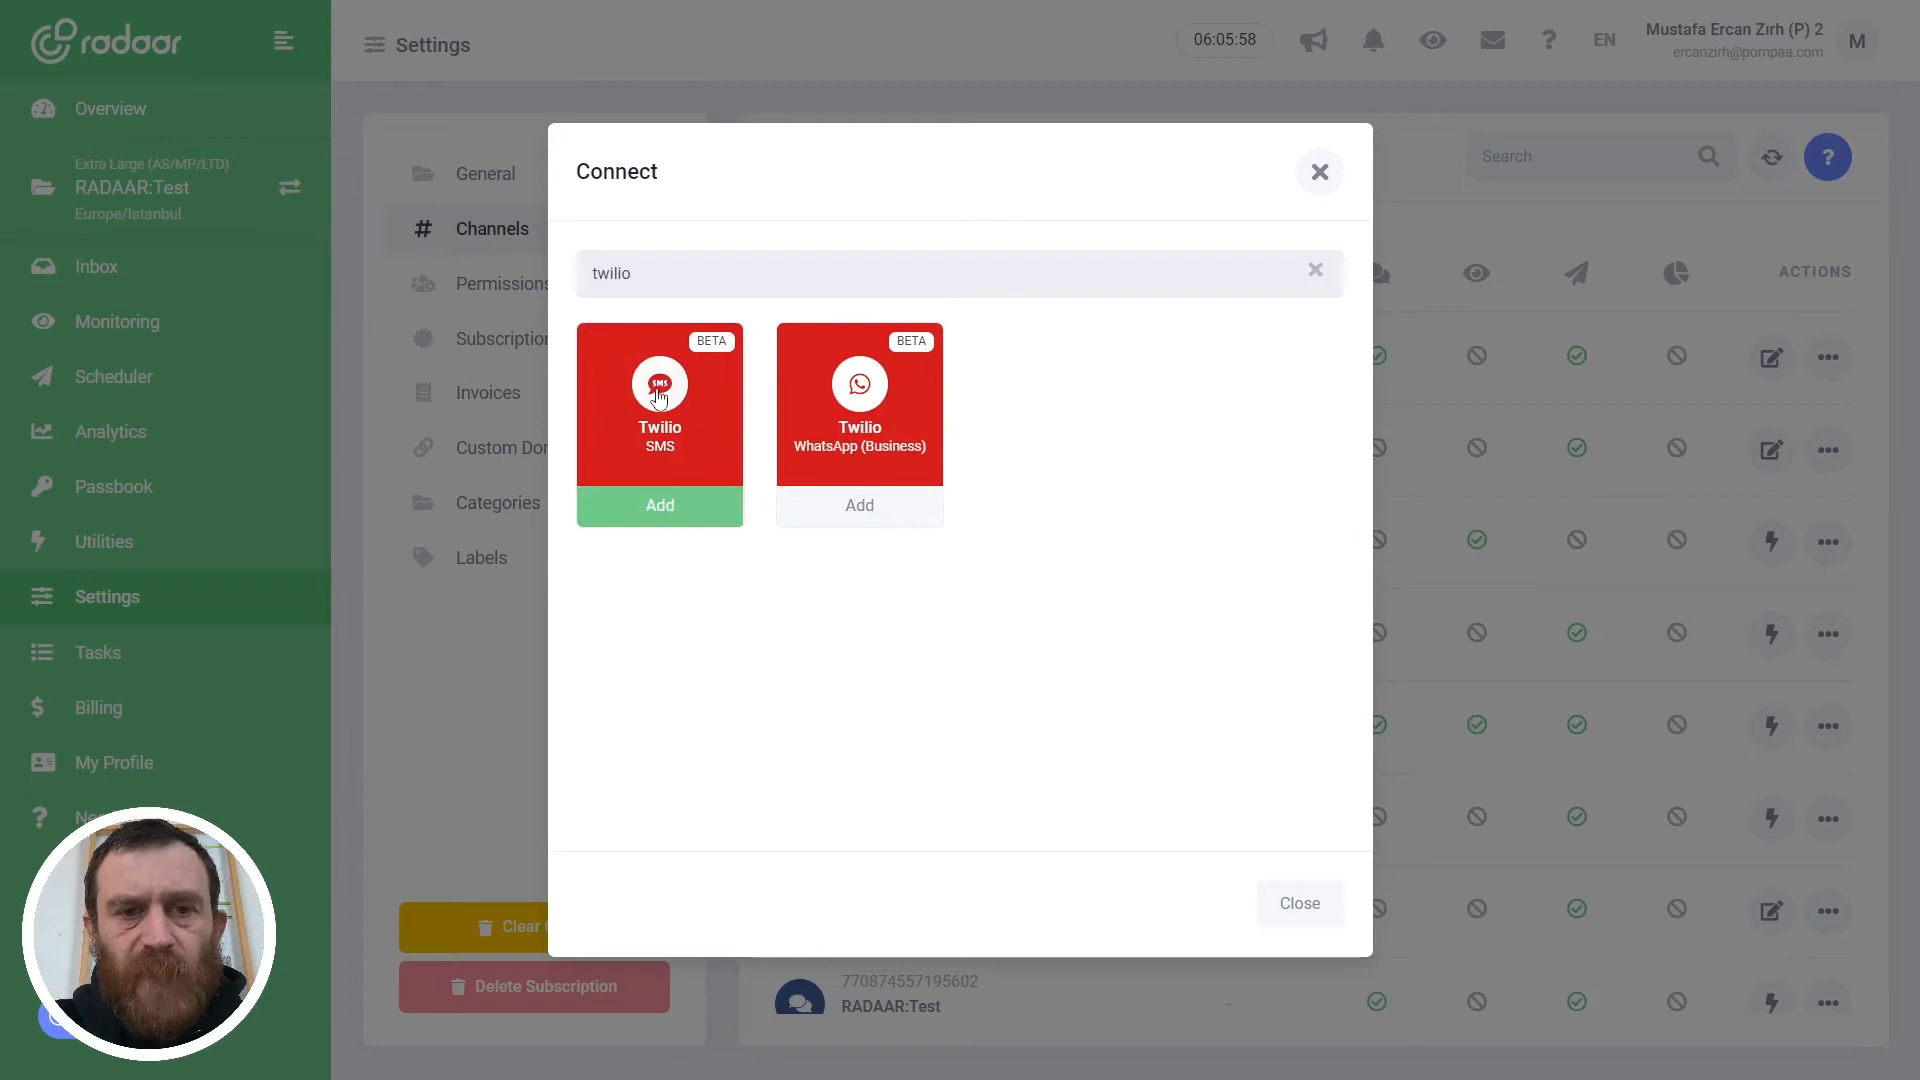 radaar
Settings
06:05:58
EN
Mustafa Ercan Zırh (P) 2
ercanzirh@pompaa.com
M
Overview
Extra Large (AS/MP/LTD)
RADAAR:Test
Europe/Istanbul
Inbox
Monitoring
Scheduler
Analytics
Passbook
Utilities
Settings
Tasks
Billing
My Profile
General
Channels
Permissions
Subscription
Invoices
Custom Do
Categories
Labels
Clear
Delete Subscription
Search
?
ACTIONS
Connect
twilio
BETA
SMS
Twilio
SMS
Add
BETA
Twilio
WhatsApp (Business)
Add
Close
770874557195602
RADAAR:Test
-